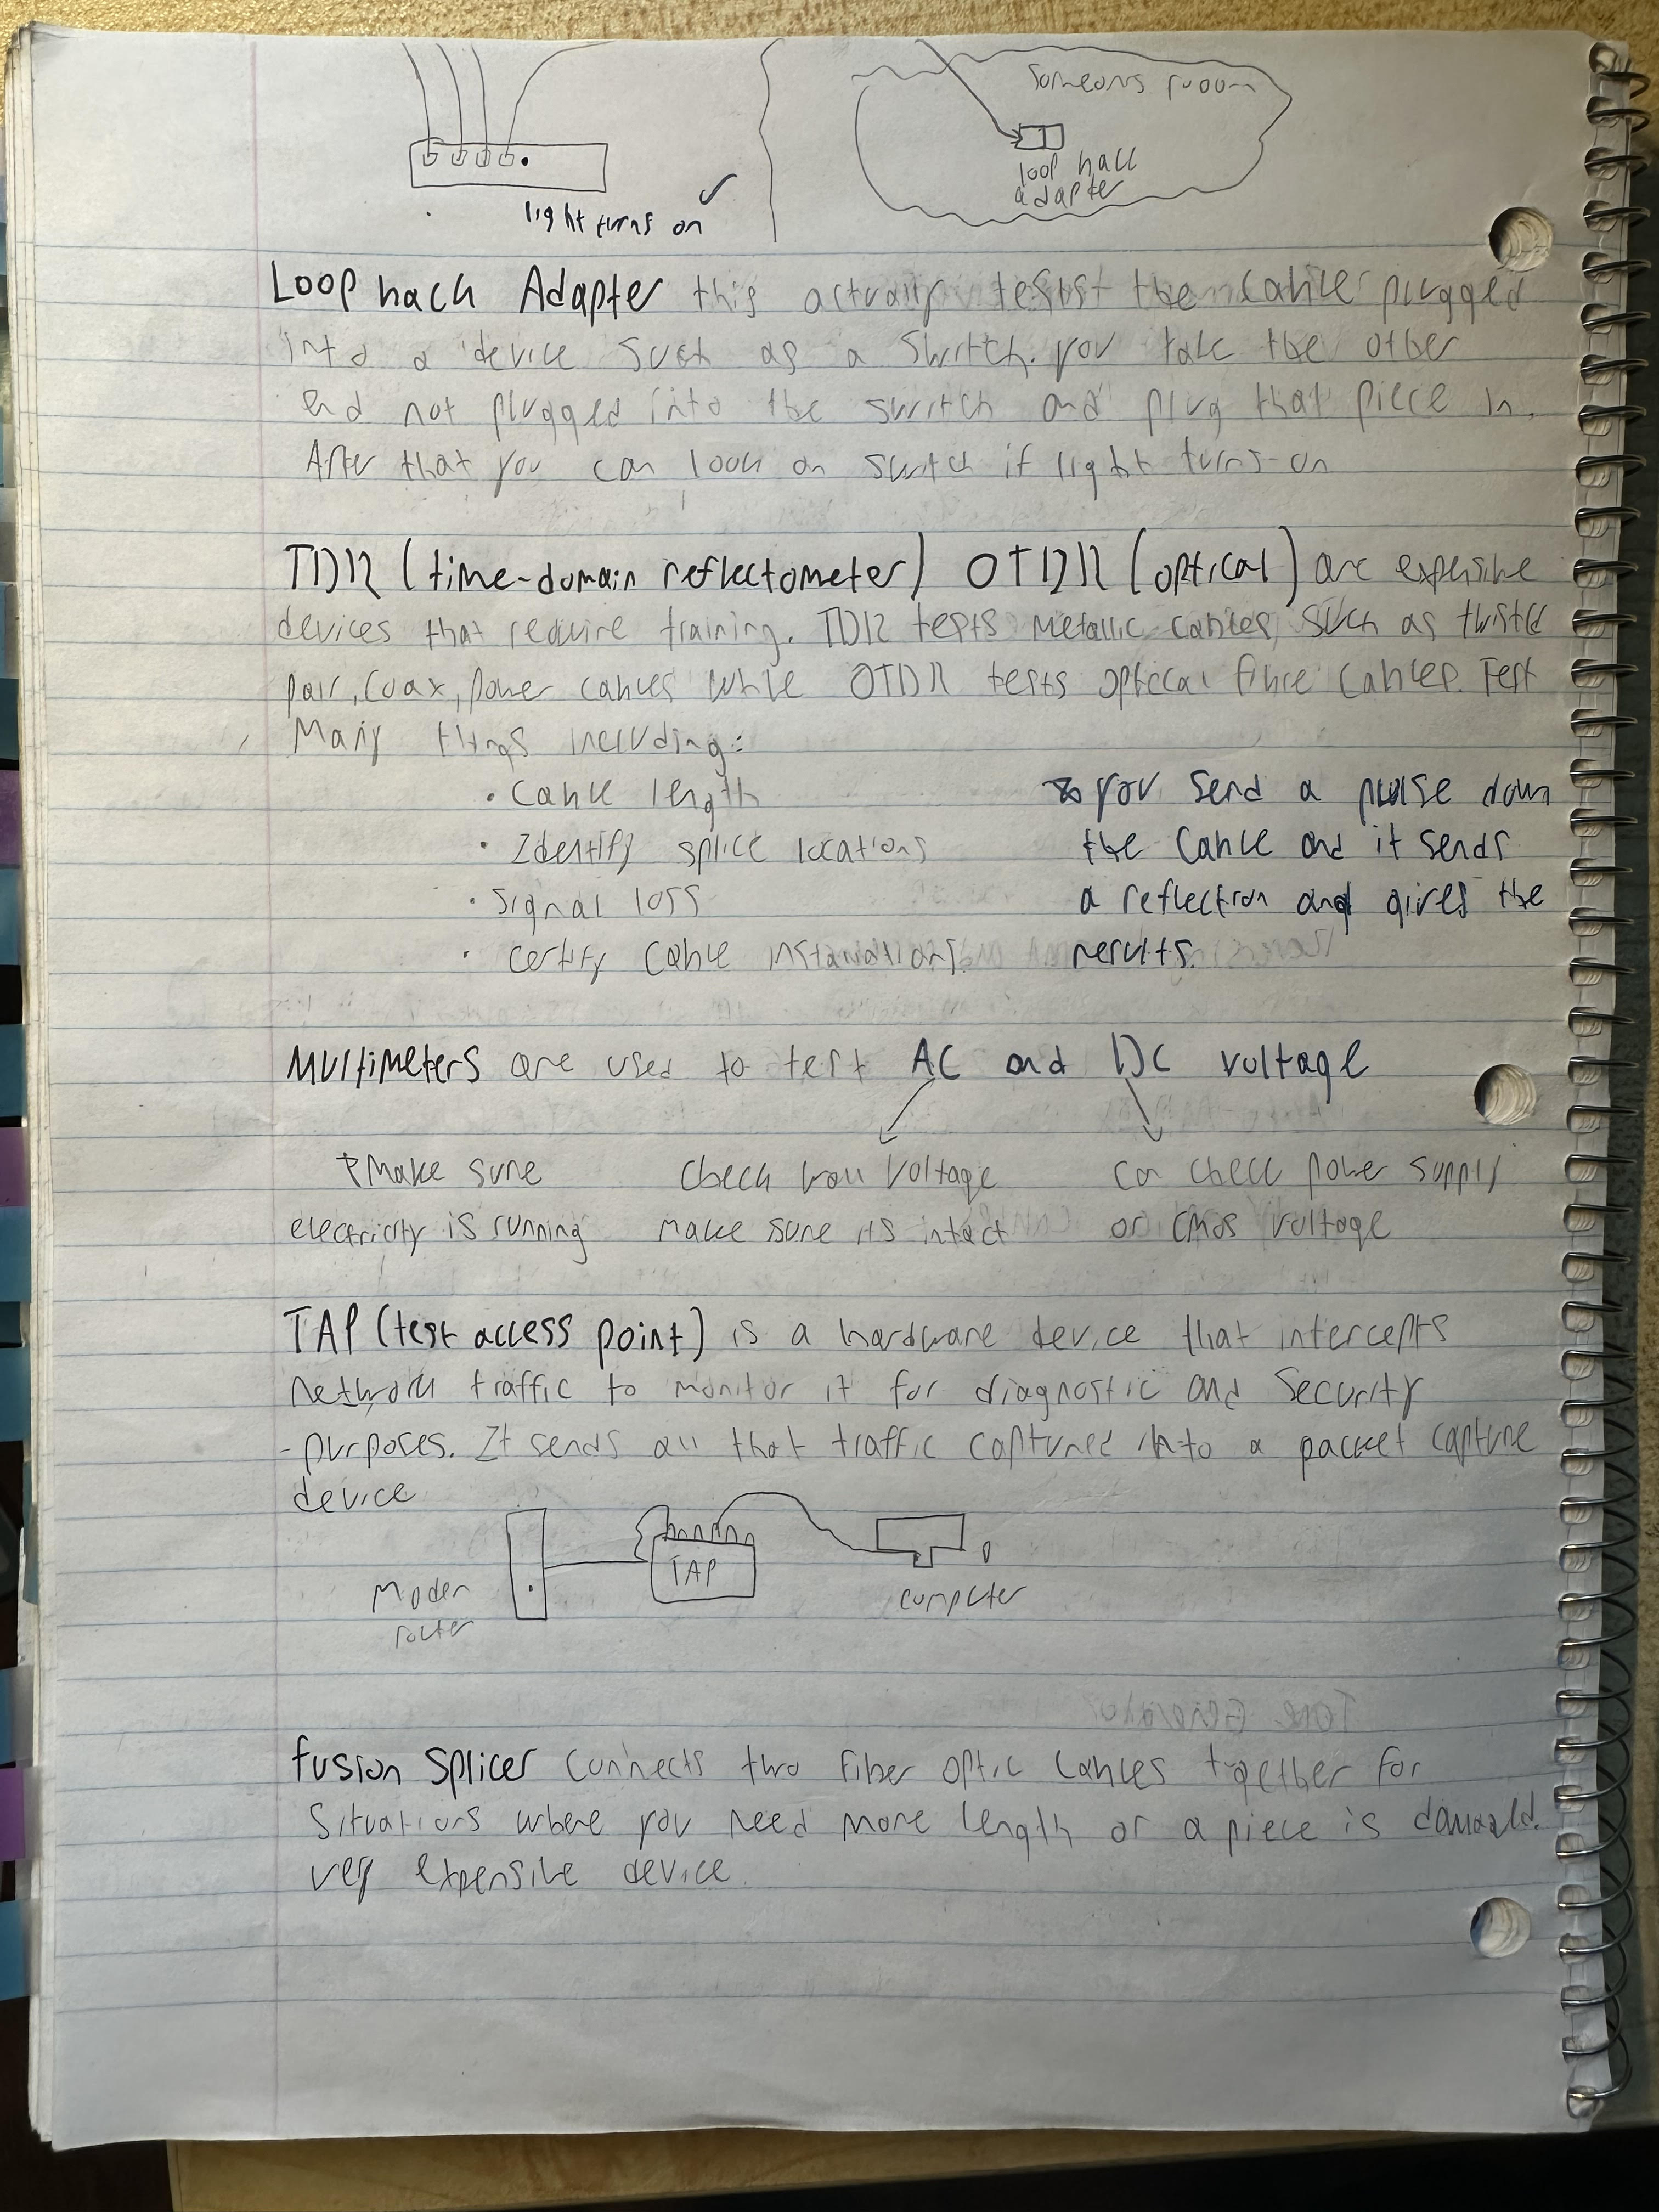 Someons room
loop back
adapter
light turns on
Loopback Adapter this actually tests the cable plugged
into a device such as a switch. you take the other
end not plugged into the switch and plug that piece in.
After that you can look on switch if light turns on
TDR (time-domain reflectometer) OTDR (optical) are expensive
devices that require training. TDR tests metallic cables, such as twisted
pair, coax, power cables while OTDR tests optical fibre cables. Test
Many things including:
• Cable length
• Identify splice locations
• signal loss
• certify cable installations.
you send a pulse down
the cable and it sends
a reflection and gives the
results.
Multimeters are used to test AC and DC voltage
Make sure
electricity is running
Check wall voltage
make sure its intact
can check power supply
or CMOS voltage
TAP (test access point) is a hardware device that intercepts
network traffic to monitor it for diagnostic and security
purposes. It sends all that traffic captured into a packet capture
device
TAP
Modem
router
computer
fusion splicer connects two fiber optic cables together for
situations where you need more length or a piece is damaged.
very expensive device.